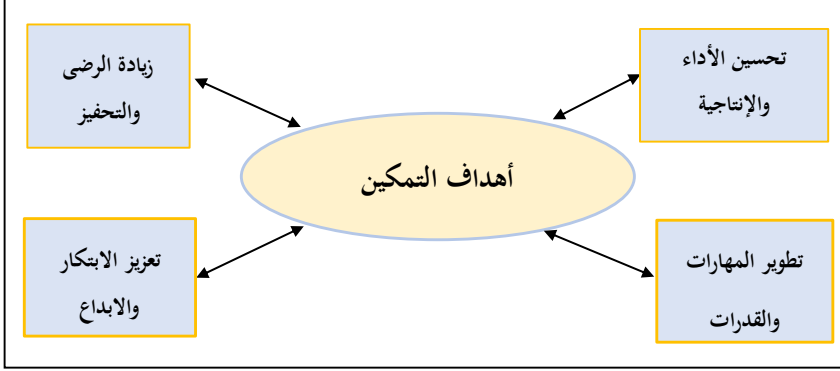 تحسين الأداء
والإنتاجية
زيادة الرضى
والتحفيز
أهداف التمكين
تطوير المهارات
والقدرات
تعزيز الابتكار
والابداع